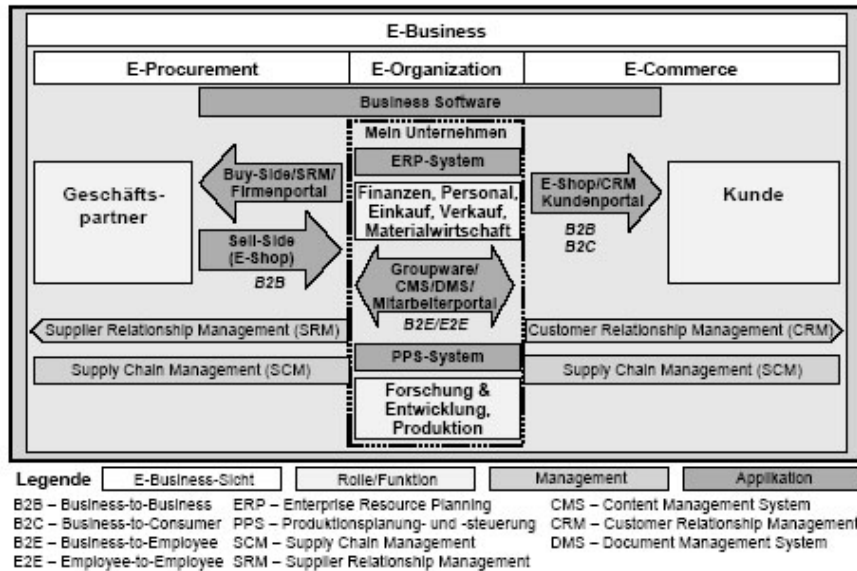 E-Business
E-Procurement
E-Organization
E-Commerce
Business Software
Mein Unternehmen
ERP-System
Geschäfts-
partner
Buy-Side/SRM/
Firmenportal
Sell-Side
(E-Shop)
B2B
Finanzen, Personal,
Einkauf, Verkauf,
Materialwirtschaft
Groupware/
CMS/DMS/
Mitarbeiterportal
B2E/E2E
E-Shop/CRM
Kundenportal
B2B
B2C
Kunde
Supplier Relationship Management (SRM)
Customer Relationship Management (CRM)
Supply Chain Management (SCM)
PPS-System
Supply Chain Management (SCM)
Forschung &
Entwicklung,
Produktion
Legende
E-Business-Sicht
Rolle/Funktion
Management
Applikation
B2B – Business-to-Business
ERP – Enterprise Resource Planning
CMS – Content Management System
B2C – Business-to-Consumer
PPS – Produktionsplanung- und -steuerung
CRM – Customer Relationship Management
B2E – Business-to-Employee
SCM – Supply Chain Management
DMS – Document Management System
E2E – Employee-to-Employee
SRM – Supplier Relationship Management